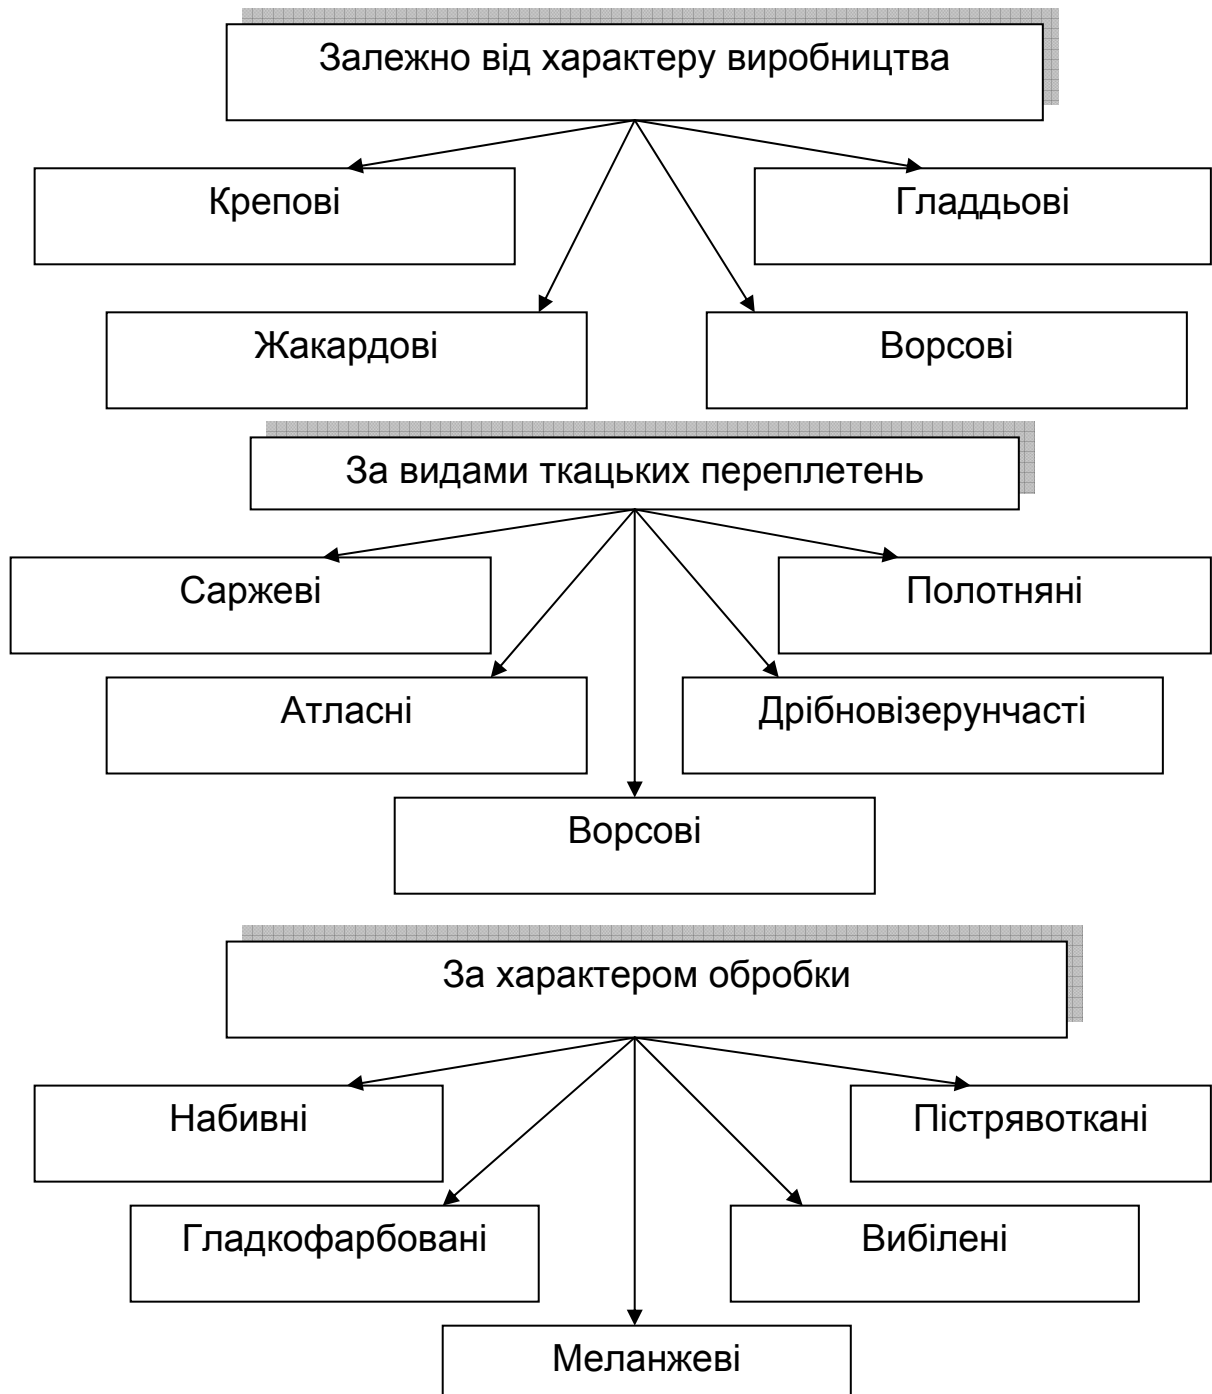 Залежно від характеру виробництва
Крепові
Гладдьові
Жакардові
Ворсові
За видами ткацьких переплетень
Саржеві
Полотняні
Атласні
Дрібновізерунчасті
Ворсові
За характером обробки
Набивні
Пістрявоткані
Гладкофарбовані
Вибілені
Меланжеві